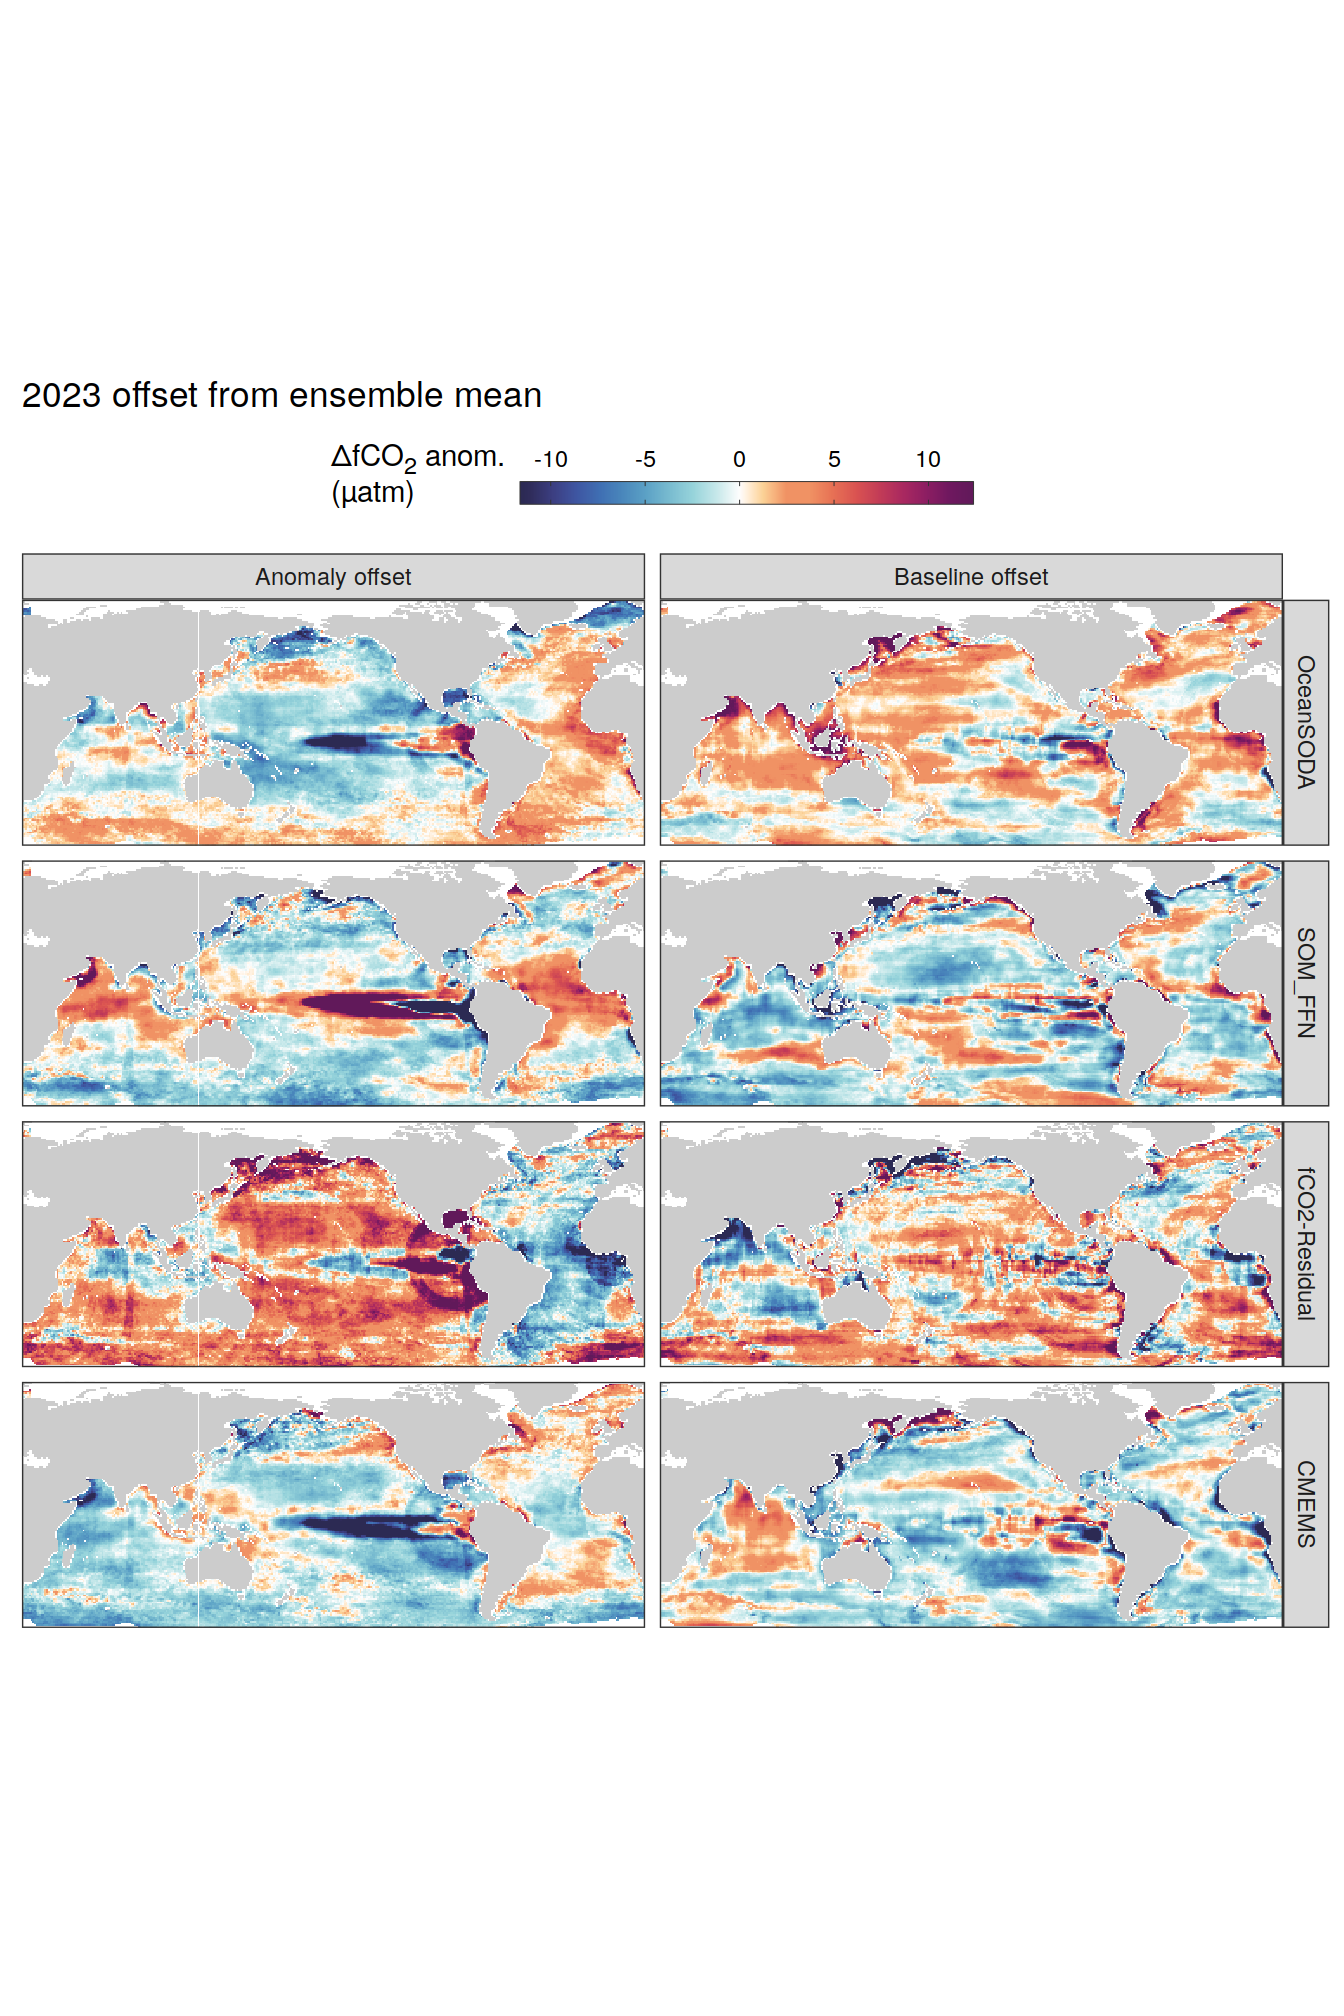 2023 offset from ensemble mean
ΔfCO₂ anom.
(µatm)
-10 -5 0 5 10
Anomaly offset
Baseline offset
OceanSODA
SOM_FFN
fCO2-Residual
CMEMS